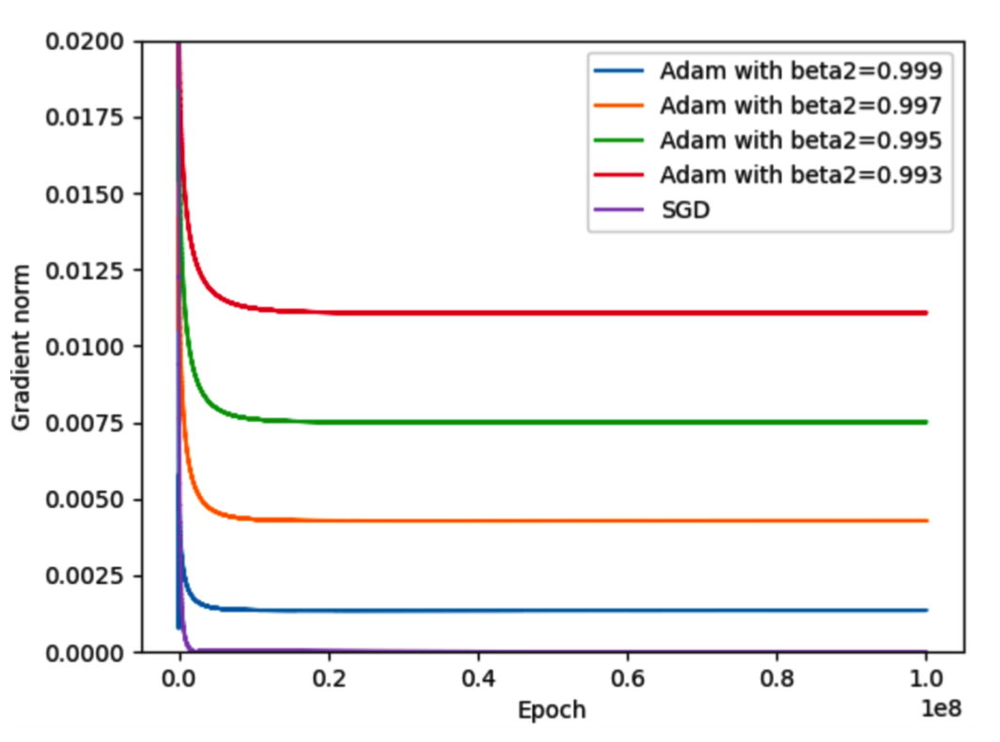 0.0200
0.0175
0.0150
0.0125
0.0100
0.0075
0.0050
0.0025
0.0000
Gradient norm
Adam with beta2=0.999
Adam with beta2=0.997
Adam with beta2=0.995
Adam with beta2=0.993
SGD
0.0 0.2 0.4 0.6 0.8 1.0
1e8
Epoch